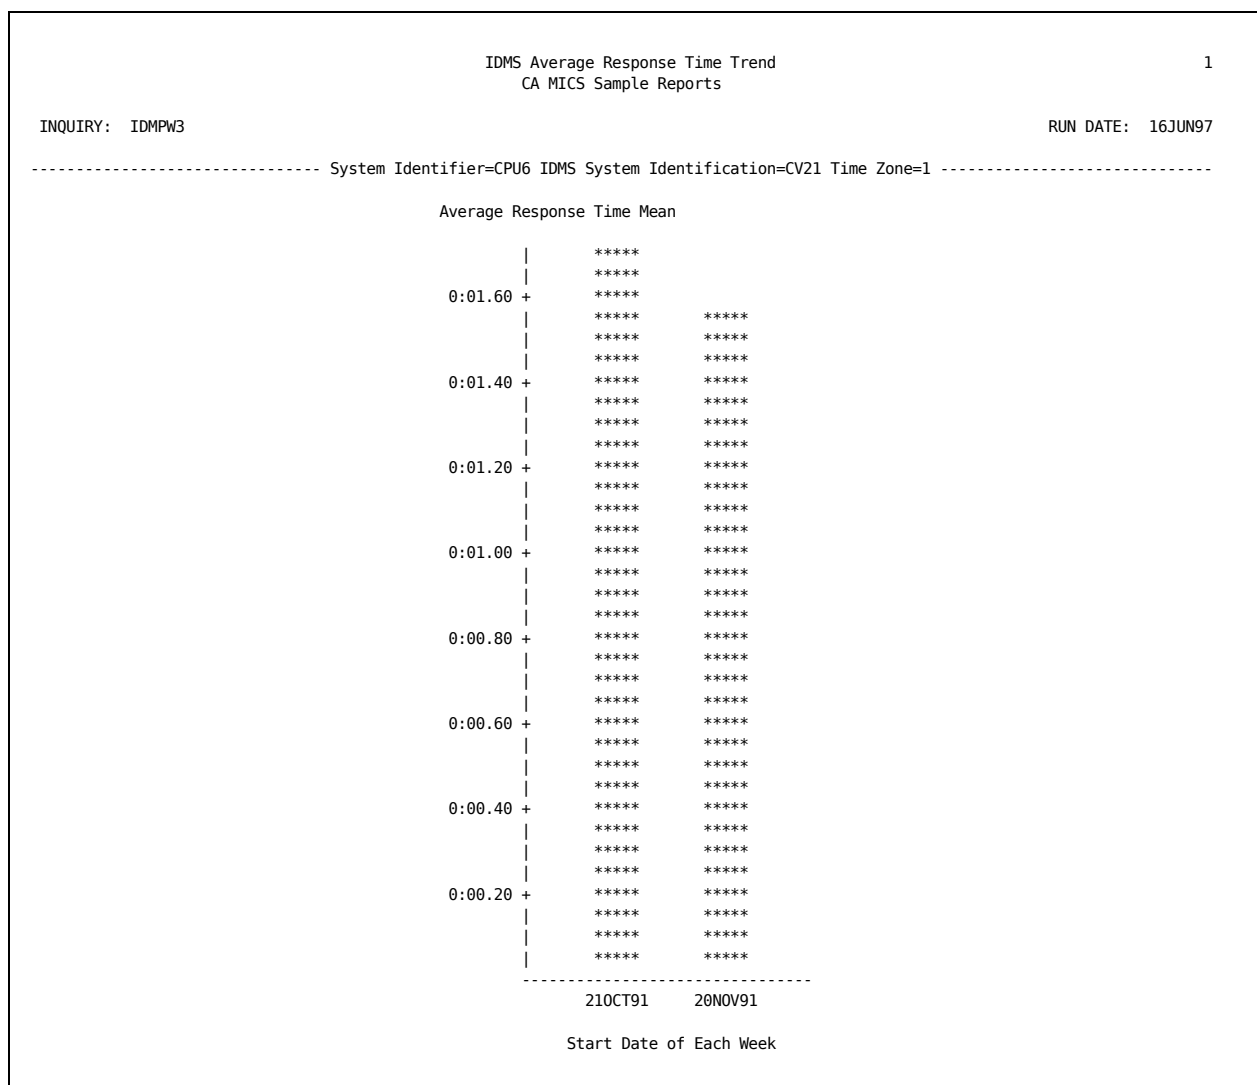 IDMS Average Response Time Trend 1
CA MICS Sample Reports
INQUIRY: IDMPW3 RUN DATE: 16JUN97
-------------------------------- System Identifier=CPU6 IDMS System Identification=CV21 Time Zone=1 ------------------------------
Average Response Time Mean
| *****
| *****
0:01.60 + *****
| ***** *****
| ***** *****
| ***** *****
0:01.40 + ***** *****
| ***** *****
| ***** *****
| ***** *****
0:01.20 + ***** *****
| ***** *****
| ***** *****
| ***** *****
0:01.00 + ***** *****
| ***** *****
| ***** *****
| ***** *****
0:00.80 + ***** *****
| ***** *****
| ***** *****
| ***** *****
0:00.60 + ***** *****
| ***** *****
| ***** *****
| ***** *****
0:00.40 + ***** *****
| ***** *****
| ***** *****
| ***** *****
0:00.20 + ***** *****
| ***** *****
| ***** *****
| ***** *****
--------------------------------
21OCT91 20NOV91
Start Date of Each Week